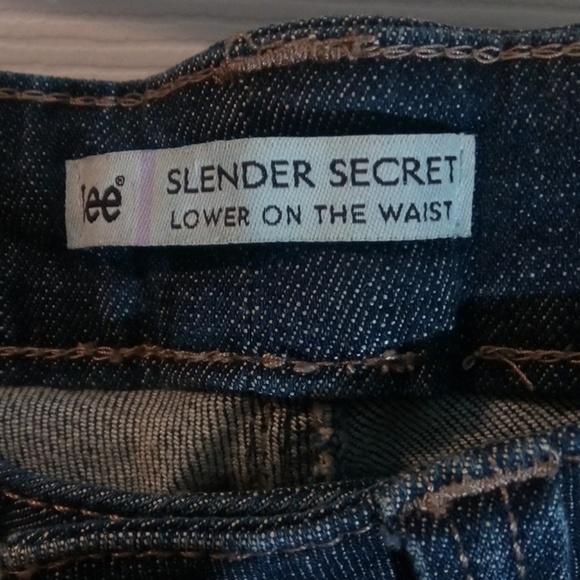 Lee®
SLENDER SECRET
LOWER ON THE WAIST